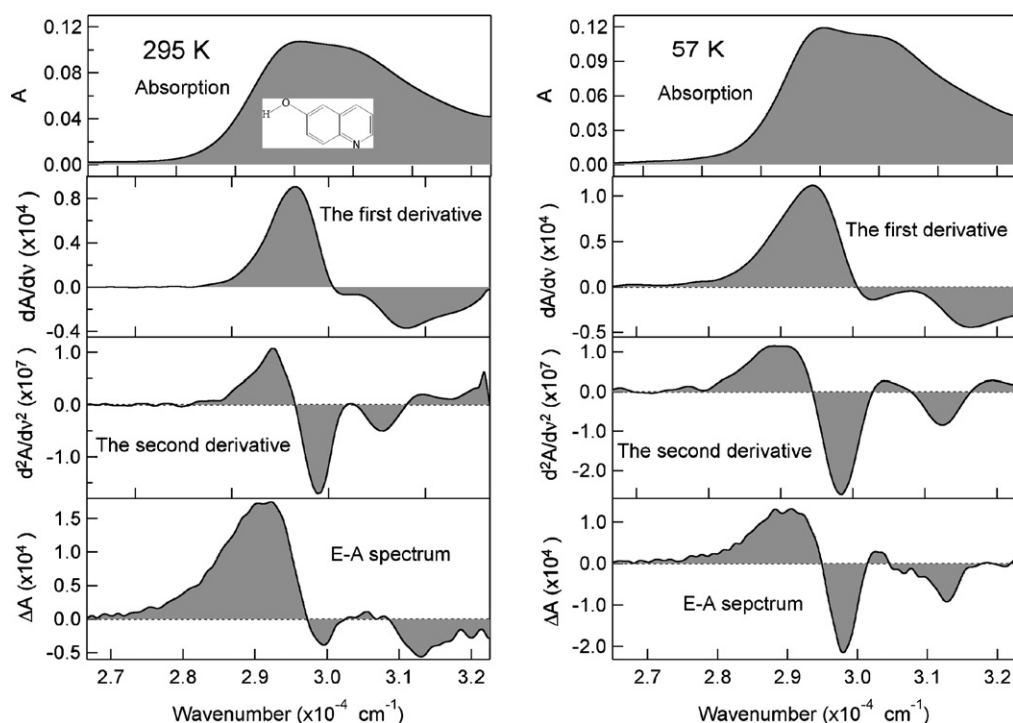 0.12
0.08
0.04
0.00
A
295 K
Absorption
H
O
N
0.8
0.4
0.0
-0.4
dA/dν (x10⁴)
The first derivative
1.0
0.0
-1.0
d²A/dν² (x10⁷)
The second derivative
1.5
1.0
0.5
0.0
-0.5
ΔA (x10⁴)
E-A spectrum
2.7 2.8 2.9 3.0 3.1 3.2
Wavenumber (x10⁻⁴ cm⁻¹)
0.12
0.08
0.04
0.00
A
57 K
Absorption
1.0
0.5
0.0
-0.5
dA/dν (x10⁴)
The first derivative
1.0
0.0
-1.0
-2.0
d²A/dν² (x10⁷)
The second derivative
1.0
0.0
-1.0
-2.0
ΔA (x10⁴)
E-A sepctrum
2.7 2.8 2.9 3.0 3.1 3.2
Wavenumber (x10⁻⁴ cm⁻¹)